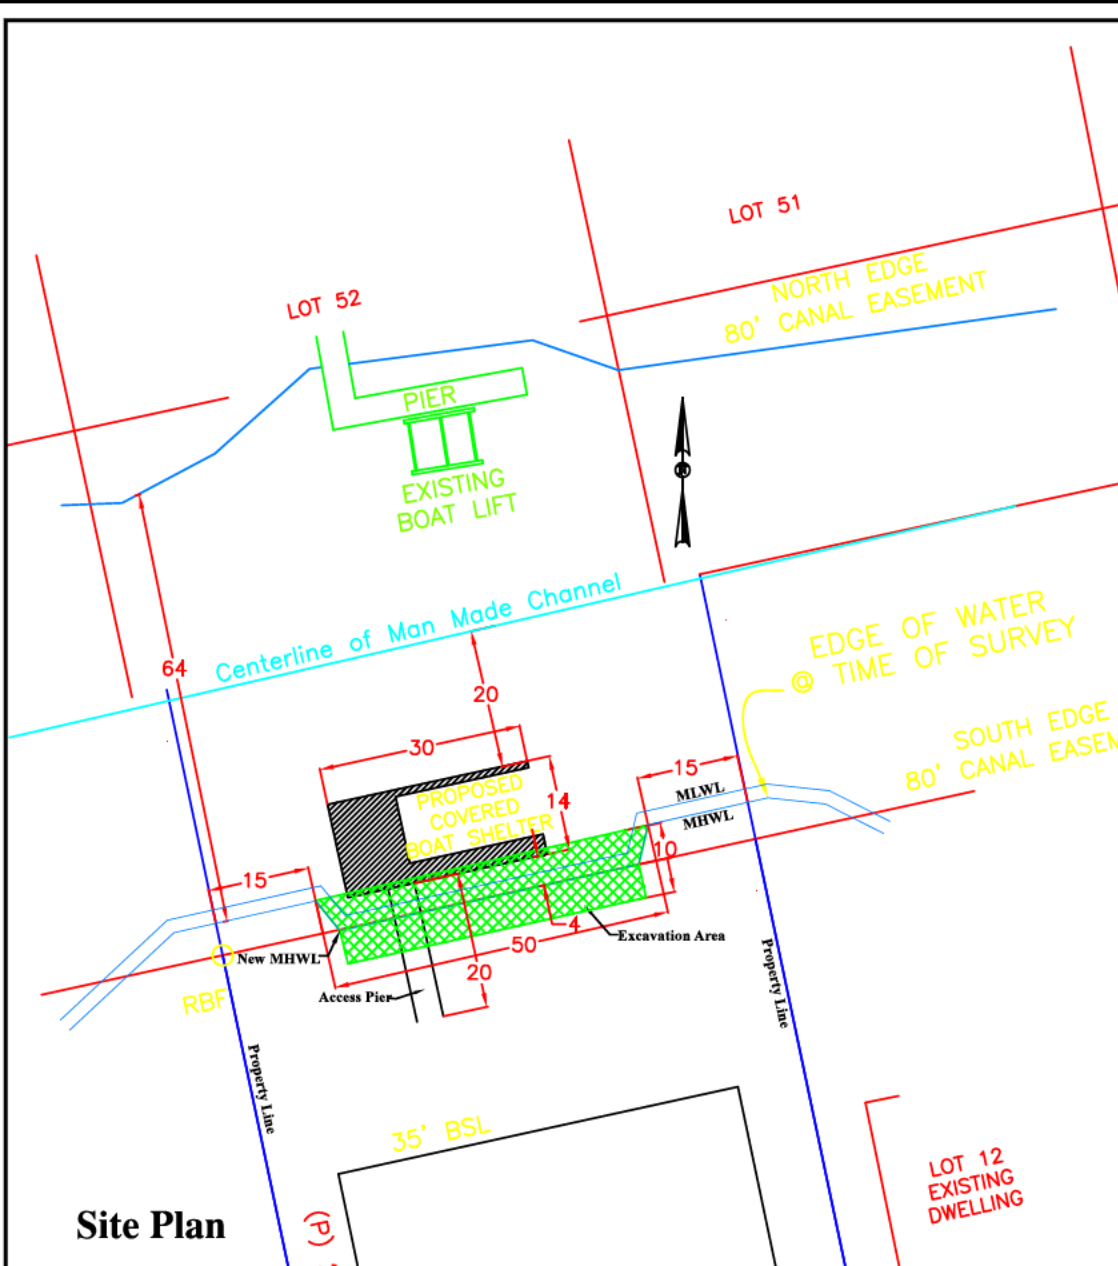 LOT 51
NORTH EDGE
80' CANAL EASEMENT
LOT 52
PIER
N
EXISTING
BOAT LIFT
Centerline of Man Made Channel
EDGE OF WATER
@ TIME OF SURVEY
64
20
SOUTH EDGE
80' CANAL
30
15
PROPOSED
COVERED
BOAT SHELTER
14
MLWL
MHWL
10
15
4
Excavation Area
50
New MHWL
20
Access Pier
RBF
Property Line
Property Line
35' BSL
LOT 12
EXISTING
DWELLING
Site Plan
(P)